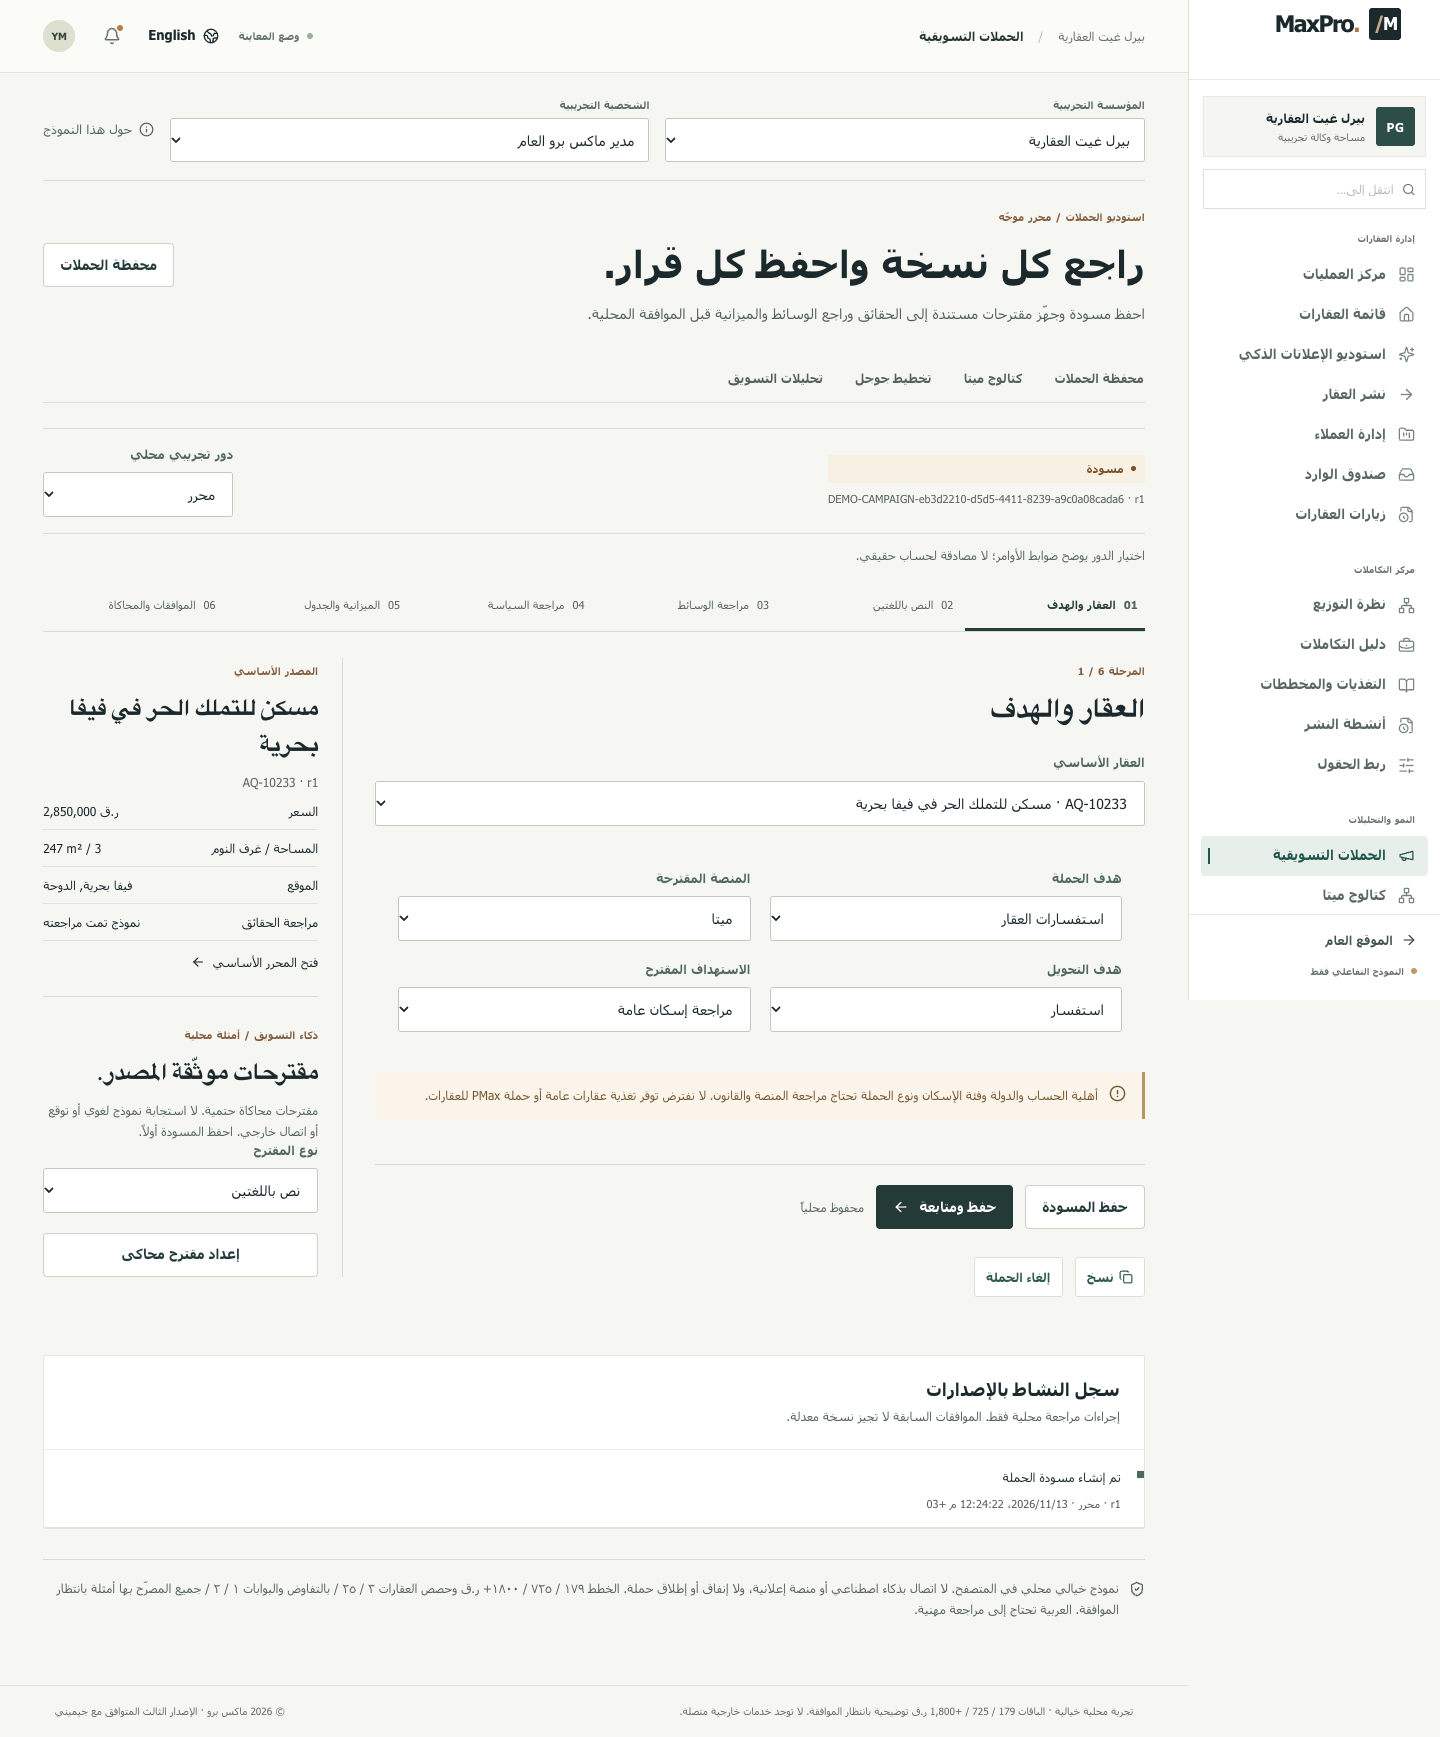 MaxPro. /M
PG بيرل غيت العقارية
مساحة وكالة تجريبية
انتقل إلى...
إدارة العقارات
مركز العمليات
قائمة العقارات
استوديو الإعلانات الذكي
نشر العقار
إدارة العملاء
صندوق الوارد
زيارات العقارات
مركز التكاملات
نظرة التوزيع
دليل التكاملات
التغذيات والمخططات
أنشطة النشر
ربط الحقول
النمو والتحليلات
الحملات التسويقية
كتالوج ميتا
الموقع العام
النموذج التفاعلي فقط
بيرل غيت العقارية / الحملات التسويقية
وضع المعاينة English YM
المؤسسة التجريبية
بيرل غيت العقارية
الشخصية التجريبية
مدير ماكس برو العام
حول هذا النموذج
استوديو الحملات / محرر موجّه
راجع كل نسخة واحفظ كل قرار.
احفظ مسودة وجهّز مقترحات مستندة إلى الحقائق وراجع الوسائط والميزانية قبل الموافقة المحلية.
محفظة الحملات
محفظة الحملات كتالوج ميتا تخطيط جوجل تحليلات التسويق
مسودة
DEMO-CAMPAIGN-eb3d2210-d5d5-4411-8239-a9c0a08cada6 · r1
دور تجريبي محلي
محرر
اختيار الدور يوضح ضوابط الأوامر؛ لا مصادقة لحساب حقيقي.
01 العقار والهدف 02 النص باللغتين 03 مراجعة الوسائط 04 مراجعة السياسة 05 الميزانية والجدول 06 الموافقات والمحاكاة
المرحلة 6 / 1
العقار والهدف
العقار الأساسي
AQ-10233 · مسكن للتملك الحر في فيفا بحرية
هدف الحملة
استفسارات العقار
المنصة المقترحة
ميتا
هدف التحويل
استفسار
الاستهداف المقترح
مراجعة إسكان عامة
أهلية الحساب والدولة وفئة الإسكان ونوع الحملة تحتاج مراجعة المنصة والقانون. لا نفترض توفر تغذية عقارات عامة أو حملة PMax للعقارات.
حفظ المسودة
حفظ ومتابعة
محفوظ محلياً
نسخ
إلغاء الحملة
المصدر الأساسي
مسكن للتملك الحر في فيفا
بحرية
AQ-10233 · r1
السعر ر.ق 2,850,000
المساحة / غرف النوم 247 m² / 3
الموقع فيفا بحرية, الدوحة
مراجعة الحقائق نموذج تمت مراجعته
فتح المحرر الأساسي
ذكاء التسويق / أمثلة محلية
مقترحات موثّقة المصدر.
مقترحات محاكاة حتمية. لا استجابة نموذج لغوي أو توقع
أو اتصال خارجي. احفظ المسودة أولاً.
نوع المقترح
نص باللغتين
إعداد مقترح محاكى
سجل النشاط بالإصدارات
إجراءات مراجعة محلية فقط. الموافقات السابقة لا تجيز نسخة معدلة.
تم إنشاء مسودة الحملة
r1 · محرر · 2026/11/13، 12:24:22 م +03
نموذج خيالي محلي في المتصفح. لا اتصال بذكاء اصطناعي أو منصة إعلانية، ولا إنفاق أو إطلاق حملة. الخطط ١٧٩ / ٧٢٥ / ١٨٠٠+ ر.ق وحصص العقارات ٣ / ٢٥ / بالتفاوض والبوابات ١ / ٢ / جميع المصرّح بها أمثلة بانتظار
الموافقة. العربية تحتاج إلى مراجعة مهنية.
تجربة محلية خيالية · الباقات 179 / 725 / +1,800 ر.ق توضيحية بانتظار الموافقة. لا توجد خدمات خارجية متصلة.
© 2026 ماكس برو · الإصدار الثالث المتوافق مع جيميني